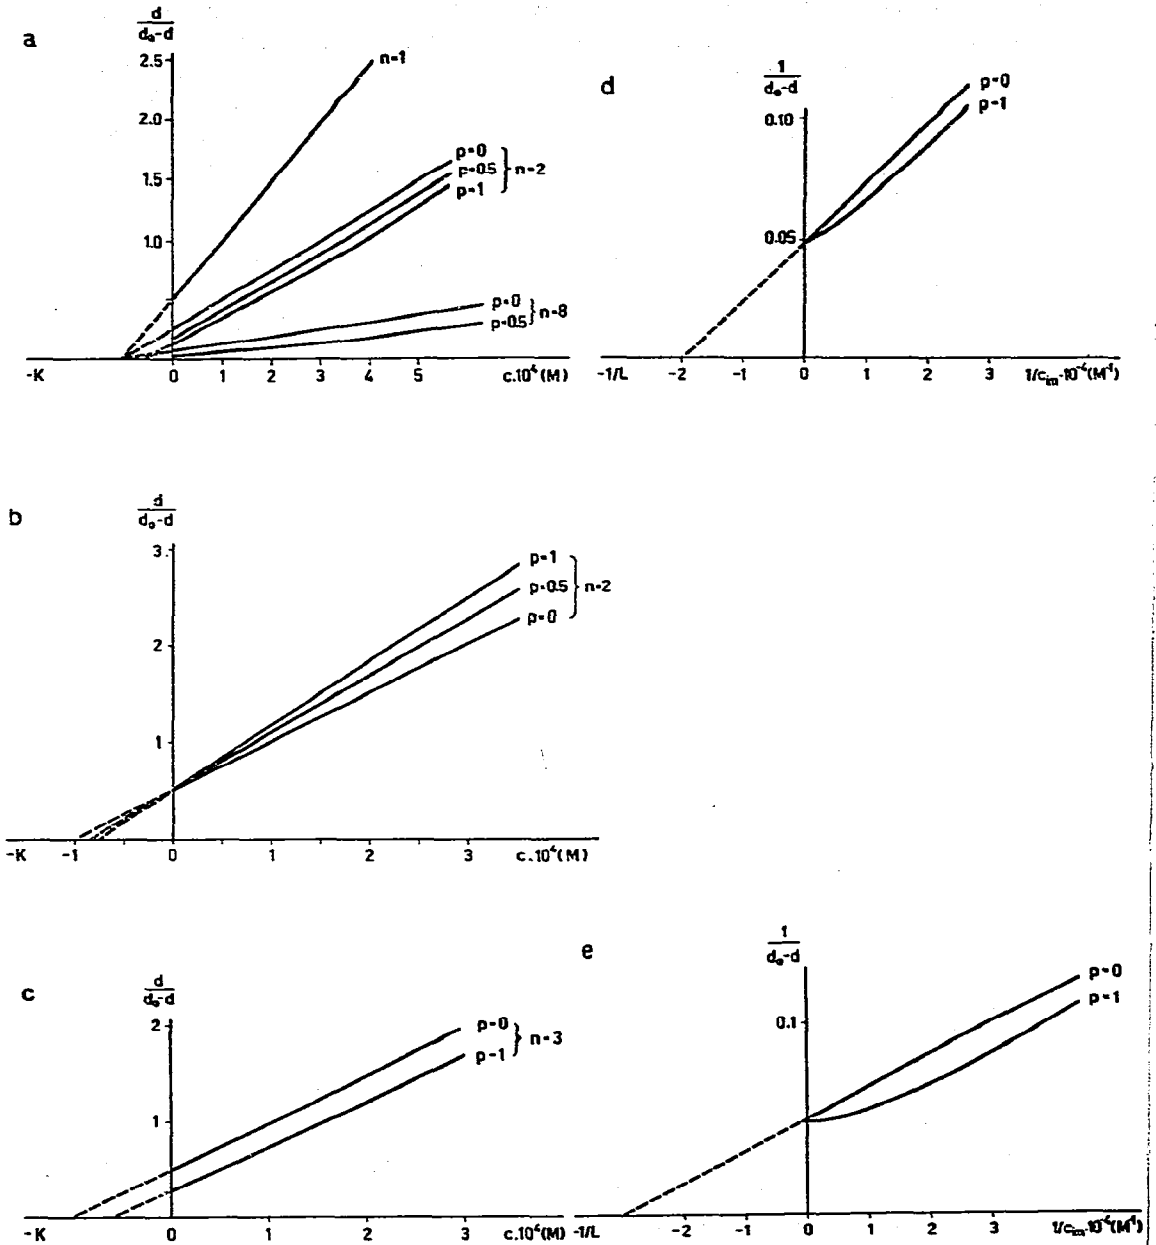 a
d
d₀-d
2.5
2.0
1.5
1.0
n=1
p=0
p=0.5
p=1
n=2
p=0
p=0.5
n=8
-K 0 1 2 3 4 5 c.10⁴(M)
d
1
d₀-d
0.10
0.05
p=0
p=1
-1/L -2 -1 0 1 2 3 1/c_im·10⁻⁴(M⁻¹)
b
d
d₀-d
3
2
1
p=1
p=0.5
p=0
n=2
-K -1 0 1 2 3 c.10⁴(M)
c
d
d₀-d
2
1
p=0
p=1
n=3
-K 0 1 2 3 c.10⁴(M)
e
1
d₀-d
0.1
p=0
p=1
-1/L -2 -1 0 1 2 3 1/c_im·10⁻⁴(M⁻¹)